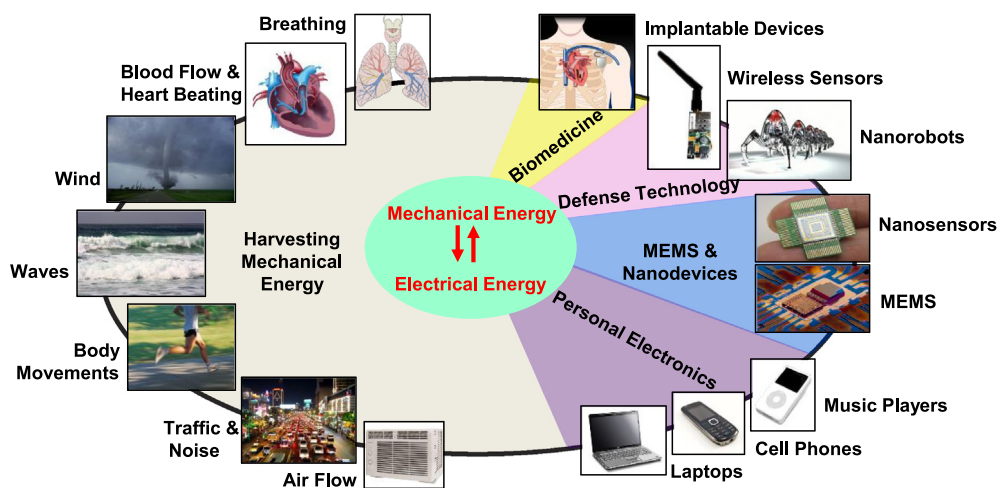 Breathing
Blood Flow &
Heart Beating
Wind
Waves
Body
Movements
Traffic &
Noise
Air Flow
Harvesting
Mechanical
Energy
Mechanical Energy
Electrical Energy
Biomedicine
Defense Technology
MEMS &
Nanodevices
Personal Electronics
Implantable Devices
Wireless Sensors
Nanorobots
Nanosensors
MEMS
Music Players
Cell Phones
Laptops